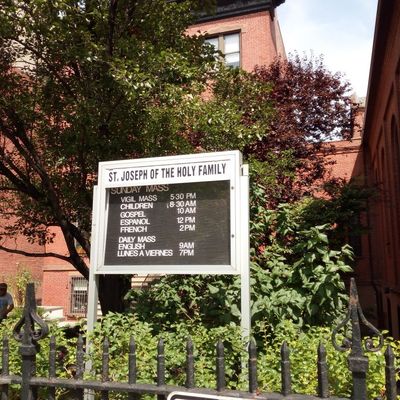 ST. JOSEPH OF THE HOLY FAMILY
SUNDAY MASS
VIGIL MASS 5:30 PM
CHILDREN 8:30 AM
GOSPEL 10 AM
ESPANOL 12 PM
FRENCH 2 PM
DAILY MASS
ENGLISH 9AM
LUNES A VIERNES 7PM